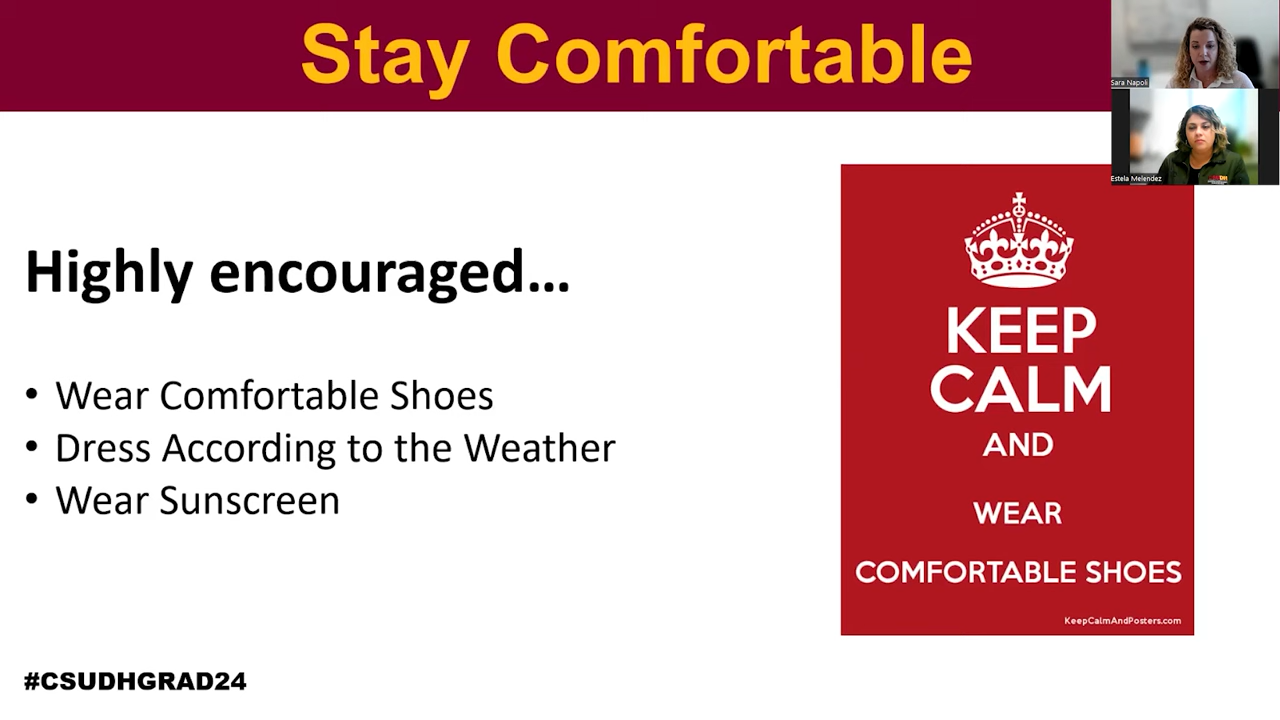 Stay Comfortable
Sara Napoli
Estela Melendez
Highly encouraged...
• Wear Comfortable Shoes
• Dress According to the Weather
• Wear Sunscreen
KEEP
CALM
AND
WEAR
COMFORTABLE SHOES
KeepCalmAndPosters.com
#CSUDHGRAD24